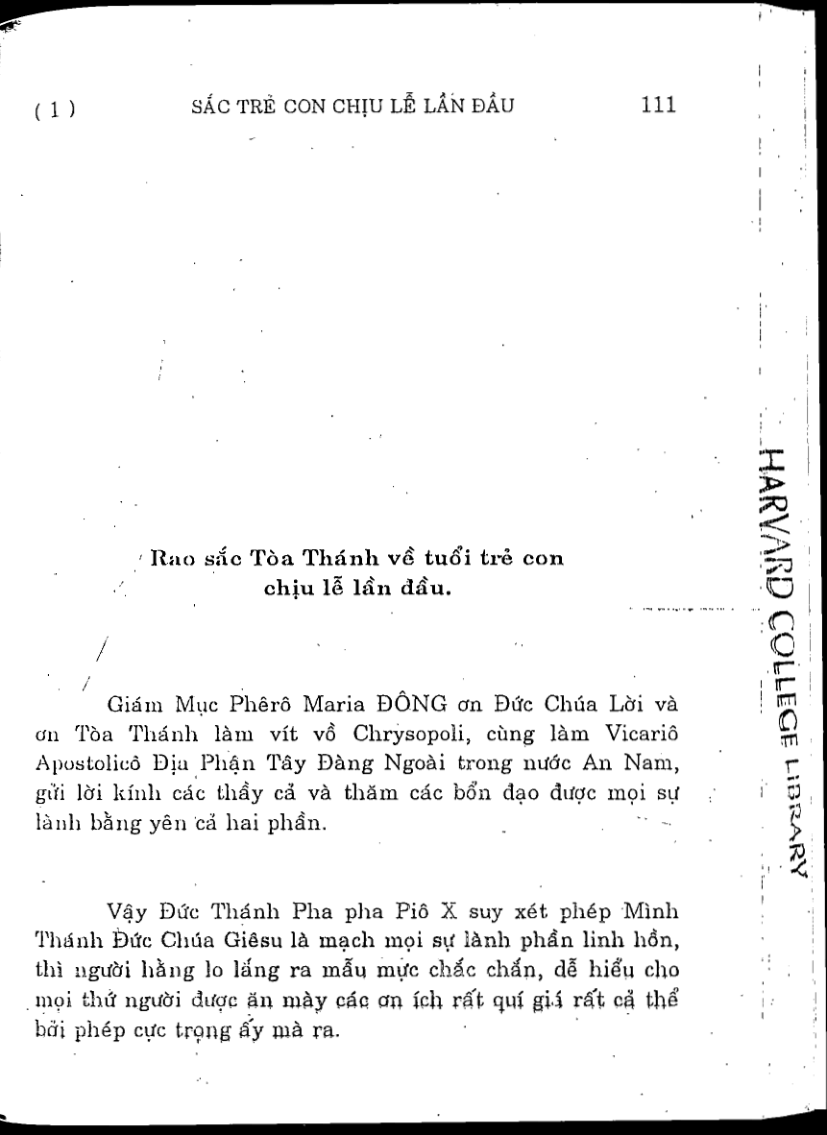 ( 1 ) SẮC TRẺ CON CHỊU LỄ LẦN ĐẦU 111
Rao sắc Tòa Thánh về tuổi trẻ con
chịu lễ lần đầu.
Giám Mục Phêrô Maria ĐÔNG ơn Đức Chúa Lời và
ơn Tòa Thánh làm vít vồ Chrysopoli, cùng làm Vicariô
Apostolicô Địa Phận Tây Đàng Ngoài trong nước An Nam,
gửi lời kính các thầy cả và thăm các bổn đạo được mọi sự
lành bằng yên cả hai phần.
Vậy Đức Thánh Pha pha Piô X suy xét phép Mình
Thánh Đức Chúa Giêsu là mạch mọi sự lành phần linh hồn,
thì người hằng lo lắng ra mẫu mực chắc chắn, dễ hiểu cho
mọi thứ người được ăn mày các ơn ích rất quí giá rất cả thể
bởi phép cực trọng ấy mà ra.
HARVARD COLLEGE LIBRARY